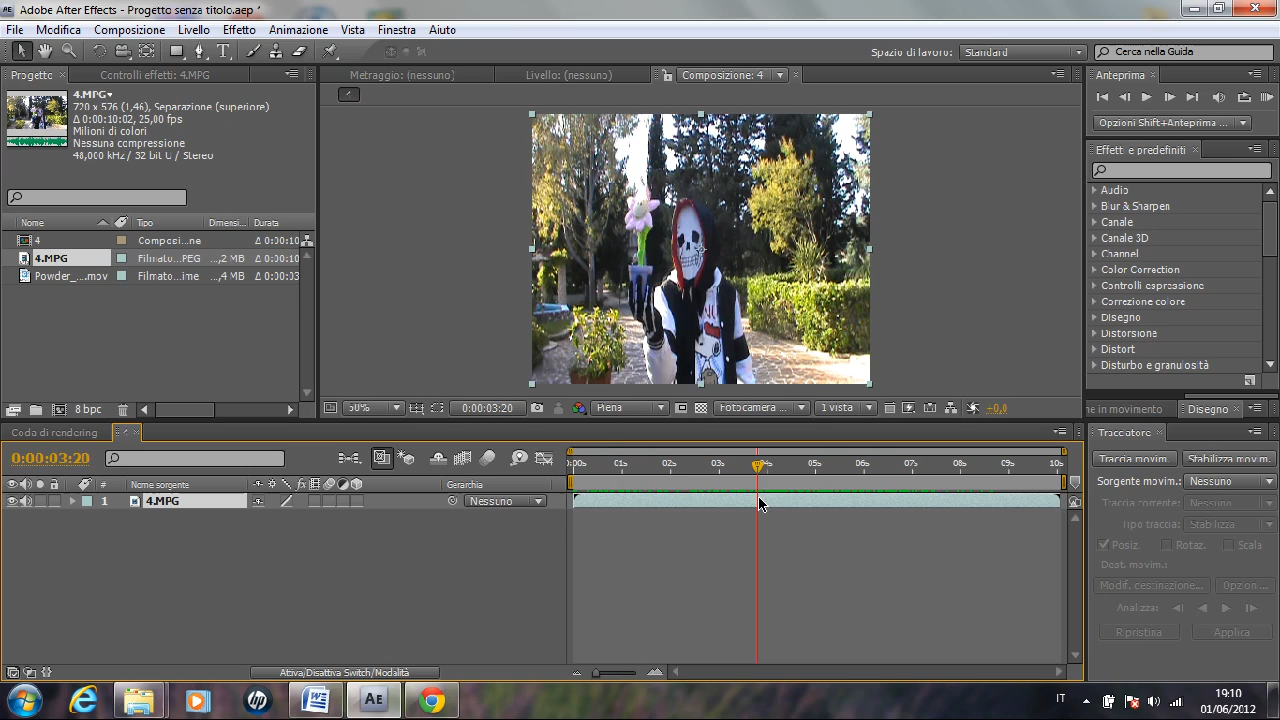 Adobe After Effects - Progetto senza titolo.aep *
File Modifica Composizione Livello Effetto Animazione Vista Finestra Aiuto
Spazio di lavoro: Standard Cerca nella Guida
Progetto Controlli effetti: 4.MPG Metraggio: (nessuno) Livello: (nessuno) Composizione: 4 Anteprima
4.MPG
720 x 576 (1,46), Separazione (superiore)
Δ 0:00:10:02, 25,00 fps
Milioni di colori
Nessuna compressione
48,000 kHz / 32 bit U / Stereo
Opzioni Shift+Anteprima ...
Effetti e predefiniti
Nome Tipo Dimensi... Durata
4 Composi...ne Δ 0:00:10
4.MPG Filmato...PEG ...,2 MB Δ 0:00:10
Powder_....mov Filmato...ime ...,4 MB Δ 0:00:03
Audio
Blur & Sharpen
Canale
Canale 3D
Channel
Color Correction
Controlli espressione
Correzione colore
Disegno
Distorsione
Distort
Disturbo e granulosità
8 bpc 50% 0:00:03:20 Piena Fotocamera ... 1 vista +0,0
ne in movimento Disegno
Coda di rendering 4 Tracciatore
0:00:03:20
Traccia movim. Stabilizza movim.
0:00s 01s 02s 03s 04s 05s 06s 07s 08s 09s 10s
Sorgente movim.: Nessuno
# Nome sorgente Gerarchia
1 4.MPG Nessuno
Traccia corrente: Nessuno
Tipo traccia: Stabilizza
Posiz. Rotaz. Scala
Dest. movim.:
Modif. destinazione... Opzion...
Analizza:
Ripristina Applica
Attiva/Disattiva Switch/Modalità
IT 19:10
01/06/2012